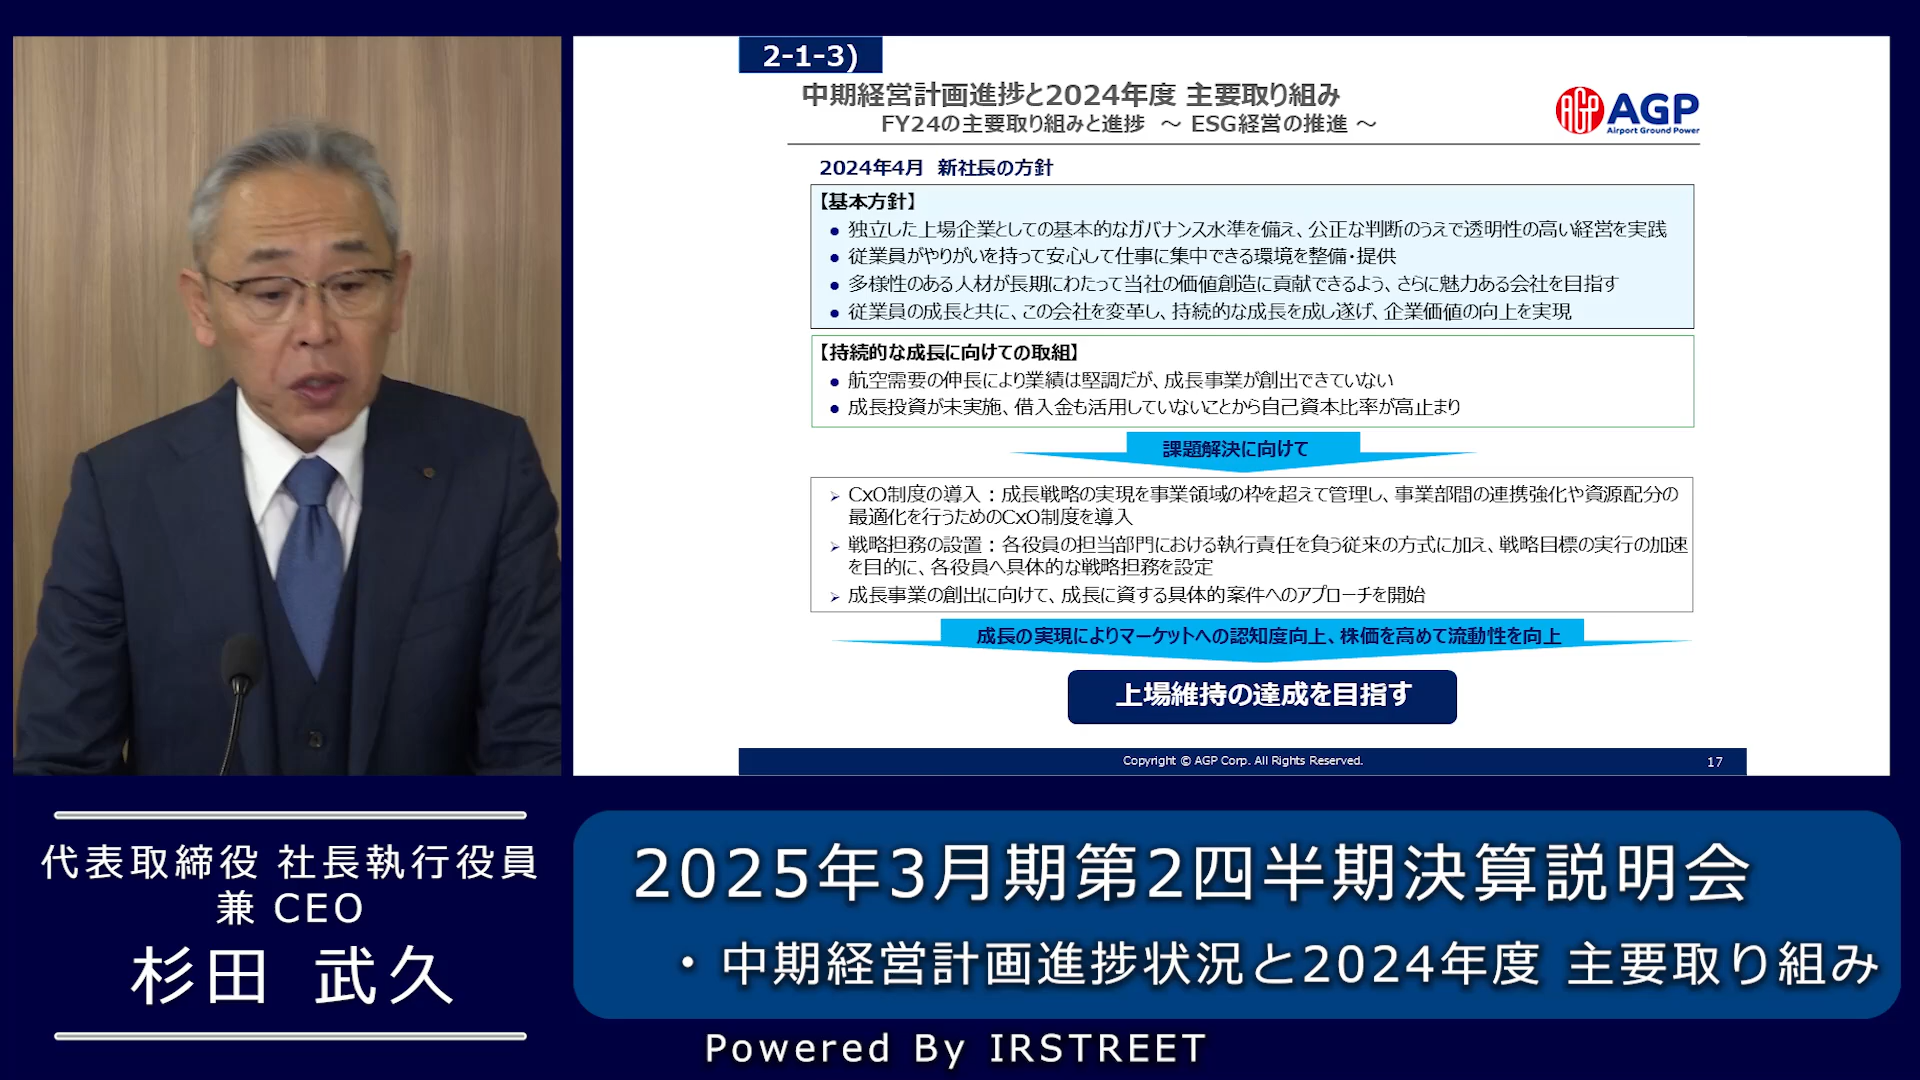 2-1-3)
中期経営計画進捗と2024年度 主要取り組み
FY24の主要取り組みと進捗 ～ ESG経営の推進 ～
AGP AGP
Airport Ground Power
2024年4月 新社長の方針
【基本方針】
● 独立した上場企業としての基本的なガバナンス水準を備え、公正な判断のうえで透明性の高い経営を実践
● 従業員がやりがいを持って安心して仕事に集中できる環境を整備・提供
● 多様性のある人材が長期にわたって当社の価値創造に貢献できるよう、さらに魅力ある会社を目指す
● 従業員の成長と共に、この会社を変革し、持続的な成長を成し遂げ、企業価値の向上を実現
【持続的な成長に向けての取組】
● 航空需要の伸長により業績は堅調だが、成長事業が創出できていない
● 成長投資が未実施、借入金も活用していないことから自己資本比率が高止まり
課題解決に向けて
➢ CxO制度の導入：成長戦略の実現を事業領域の枠を超えて管理し、事業部間の連携強化や資源配分の
最適化を行うためのCxO制度を導入
➢ 戦略担務の設置：各役員の担当部門における執行責任を負う従来の方式に加え、戦略目標の実行の加速
を目的に、各役員へ具体的な戦略担務を設定
➢ 成長事業の創出に向けて、成長に資する具体的案件へのアプローチを開始
成長の実現によりマーケットへの認知度向上、株価を高めて流動性を向上
上場維持の達成を目指す
Copyright © AGP Corp. All Rights Reserved.
17
代表取締役 社長執行役員
兼 CEO
杉田 武久
2025年3月期第2四半期決算説明会
・中期経営計画進捗状況と2024年度 主要取り組み
Powered By IRSTREET